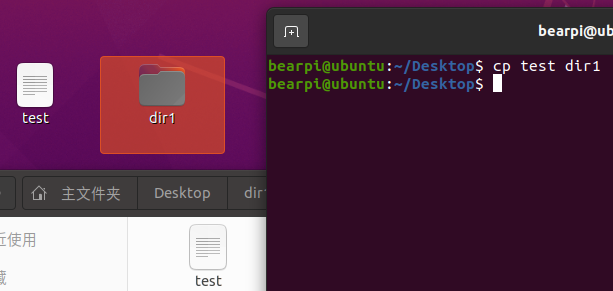 bearpi@ub
bearpi@ubuntu:~/Desktop$ cp test dir1
bearpi@ubuntu:~/Desktop$
test
dir1
主文件夹 Desktop dir
近使用
藏
test